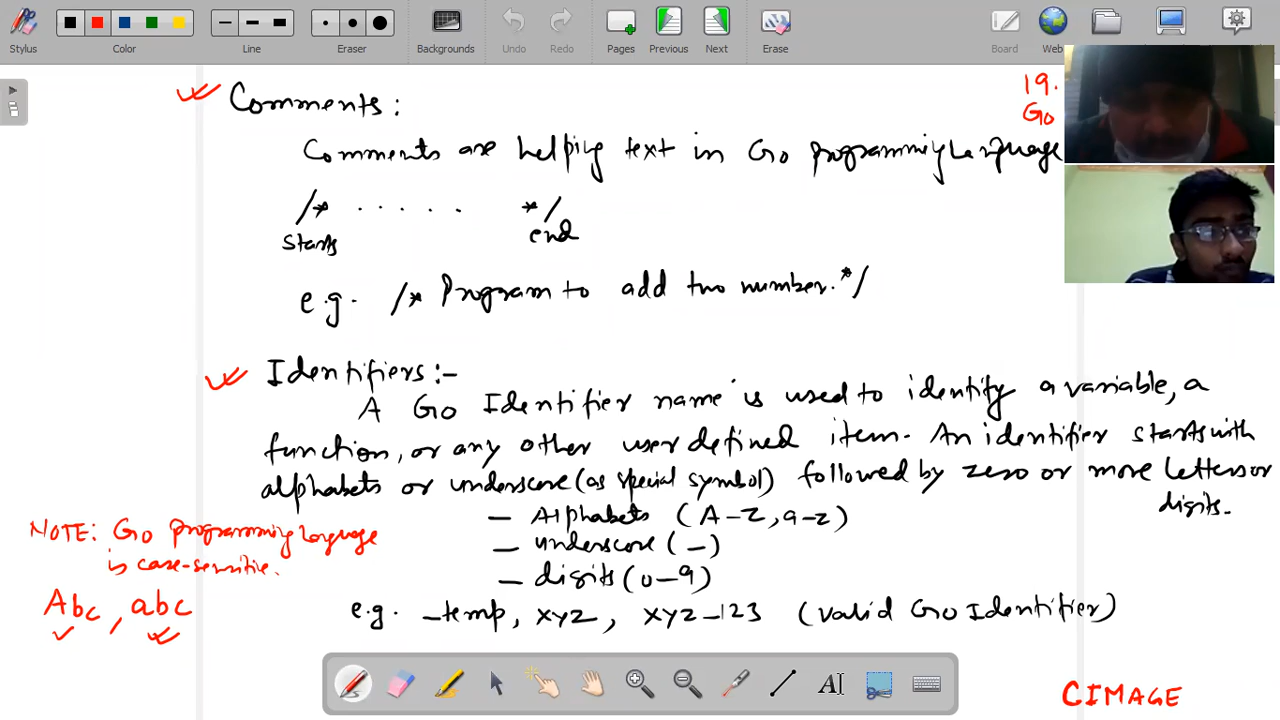 Stylus
Color
Line
Eraser
Backgrounds
Undo
Redo
Pages
Previous
Next
Erase
Board
Web
19.
Go
Comments:
Comments are helping text in Go programming Language
/* ..... */
starts end
e.g. /* Program to add two number. */
Identifiers:-
A Go Identifier name is used to identify a variable, a
function, or any other user defined item. An identifier starts with
alphabets or underscore (as special symbol) followed by zero or more letters or
digits.
- Alphabets (A-Z, a-z)
- underscore (_)
- digits (0-9)
e.g. _temp, xyz, xyz_123 (valid Go Identifier)
NOTE: Go programming language
is case-sensitive.
Abc, abc
CIMAGE